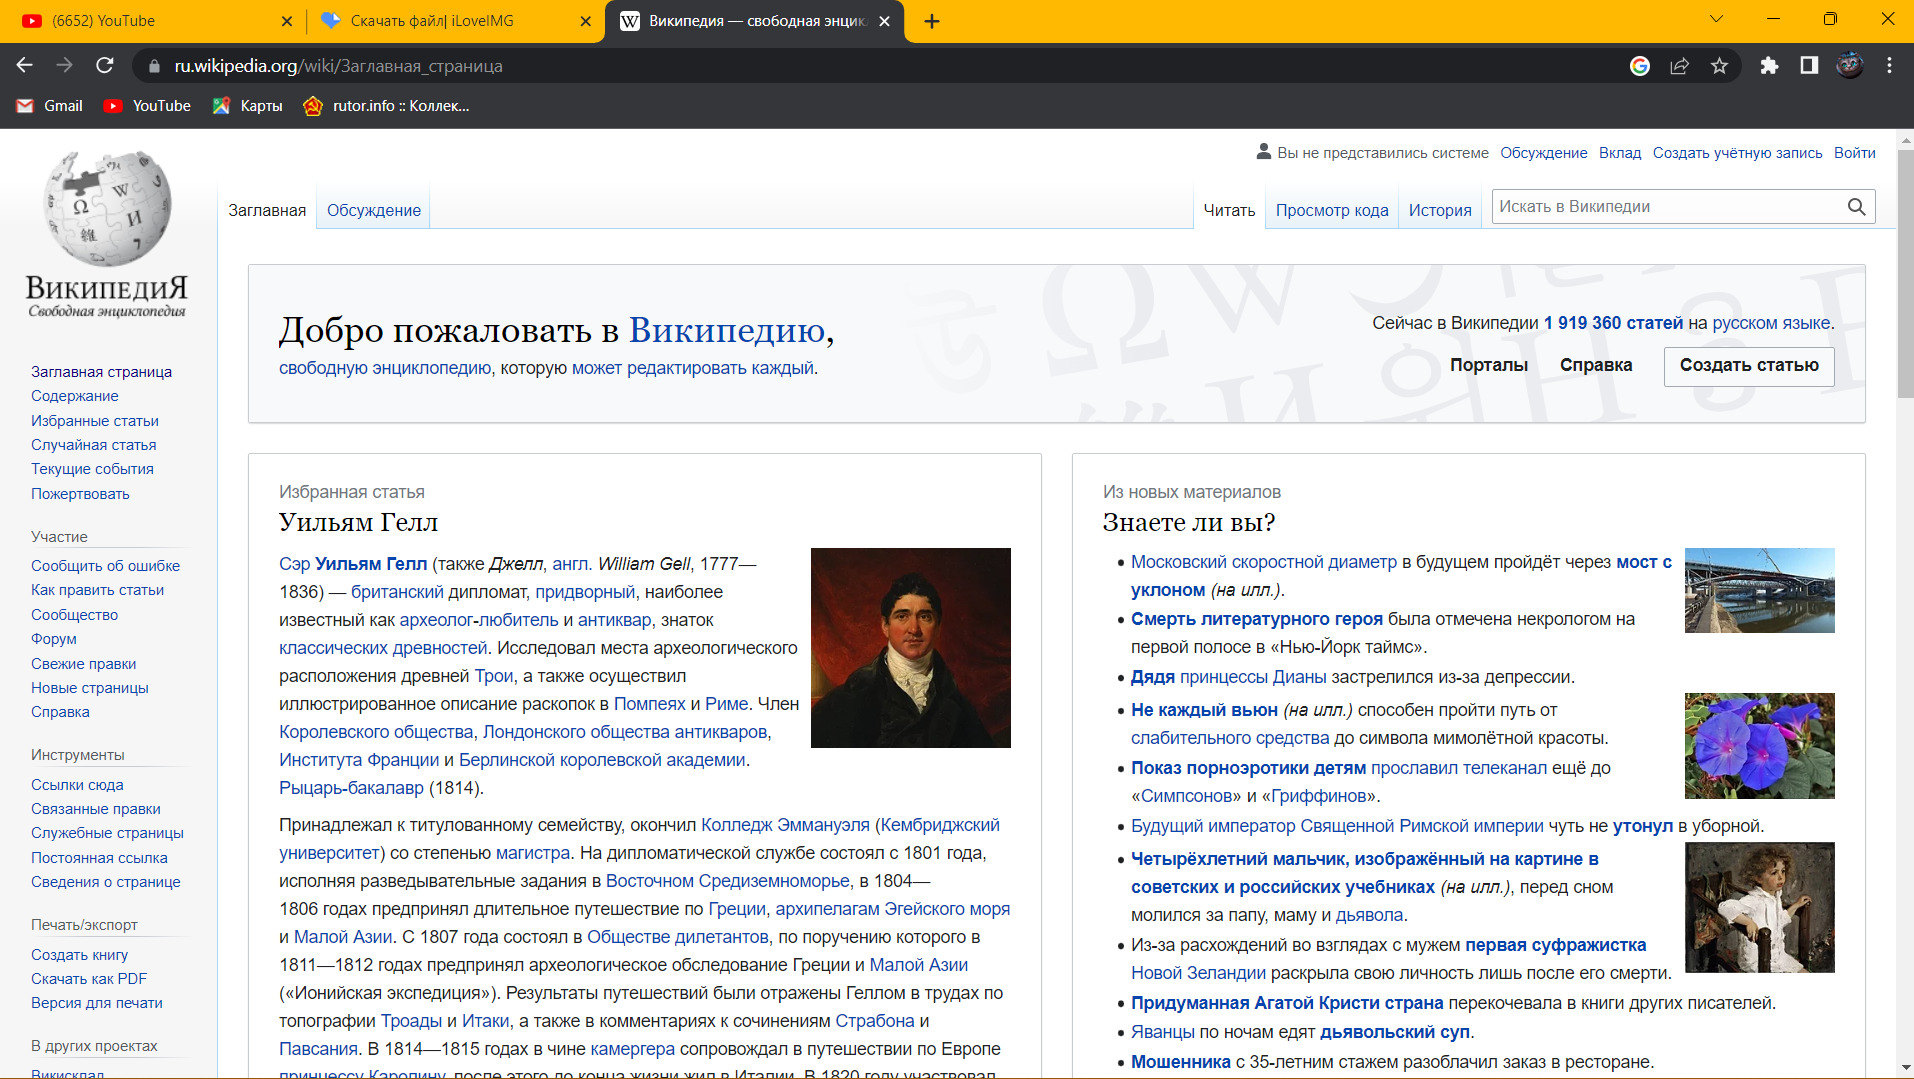 (6652) YouTube
Скачать файл| iLoveIMG
Википедия — свободная энцик
ru.wikipedia.org/wiki/Заглавная_страница
Gmail
YouTube
Карты
rutor.info :: Коллек...
Вы не представились системе Обсуждение Вклад Создать учётную запись Войти
Заглавная Обсуждение Читать Просмотр кода История Искать в Википедии
ВикипедиЯ
Свободная энциклопедия
Заглавная страница
Содержание
Избранные статьи
Случайная статья
Текущие события
Пожертвовать
Участие
Сообщить об ошибке
Как править статьи
Сообщество
Форум
Свежие правки
Новые страницы
Справка
Инструменты
Ссылки сюда
Связанные правки
Служебные страницы
Постоянная ссылка
Сведения о странице
Печать/экспорт
Создать книгу
Скачать как PDF
Версия для печати
В других проектах
Викисклад
Добро пожаловать в Википедию,
свободную энциклопедию, которую может редактировать каждый.
Сейчас в Википедии 1 919 360 статей на русском языке.
Порталы Справка Создать статью
Избранная статья
Уильям Гелл
Сэр Уильям Гелл (также Джелл, англ. William Gell, 1777—
1836) — британский дипломат, придворный, наиболее
известный как археолог-любитель и антиквар, знаток
классических древностей. Исследовал места археологического
расположения древней Трои, а также осуществил
иллюстрированное описание раскопок в Помпеях и Риме. Член
Королевского общества, Лондонского общества антикваров,
Института Франции и Берлинской королевской академии.
Рыцарь-бакалавр (1814).
Принадлежал к титулованному семейству, окончил Колледж Эммануэля (Кембриджский
университет) со степенью магистра. На дипломатической службе состоял с 1801 года,
исполняя разведывательные задания в Восточном Средиземноморье, в 1804—
1806 годах предпринял длительное путешествие по Греции, архипелагам Эгейского моря
и Малой Азии. С 1807 года состоял в Обществе дилетантов, по поручению которого в
1811—1812 годах предпринял археологическое обследование Греции и Малой Азии
(«Ионийская экспедиция»). Результаты путешествий были отражены Геллом в трудах по
топографии Троады и Итаки, а также в комментариях к сочинениям Страбона и
Павсания. В 1814—1815 годах в чине камергера сопровождал в путешествии по Европе
принцессу Каролину, после этого до конца жизни жил в Италии. В 1820 году участвовал
Из новых материалов
Знаете ли вы?
Московский скоростной диаметр в будущем пройдёт через мост с
уклоном (на илл.).
Смерть литературного героя была отмечена некрологом на
первой полосе в «Нью-Йорк таймс».
Дядя принцессы Дианы застрелился из-за депрессии.
Не каждый вьюн (на илл.) способен пройти путь от
слабительного средства до символа мимолётной красоты.
Показ порноэротики детям прославил телеканал ещё до
«Симпсонов» и «Гриффинов».
Будущий император Священной Римской империи чуть не утонул в уборной.
Четырёхлетний мальчик, изображённый на картине в
советских и российских учебниках (на илл.), перед сном
молился за папу, маму и дьявола.
Из-за расхождений во взглядах с мужем первая суфражистка
Новой Зеландии раскрыла свою личность лишь после его смерти.
Придуманная Агатой Кристи страна перекочевала в книги других писателей.
Яванцы по ночам едят дьявольский суп.
Мошенника с 35-летним стажем разоблачил заказ в ресторане.